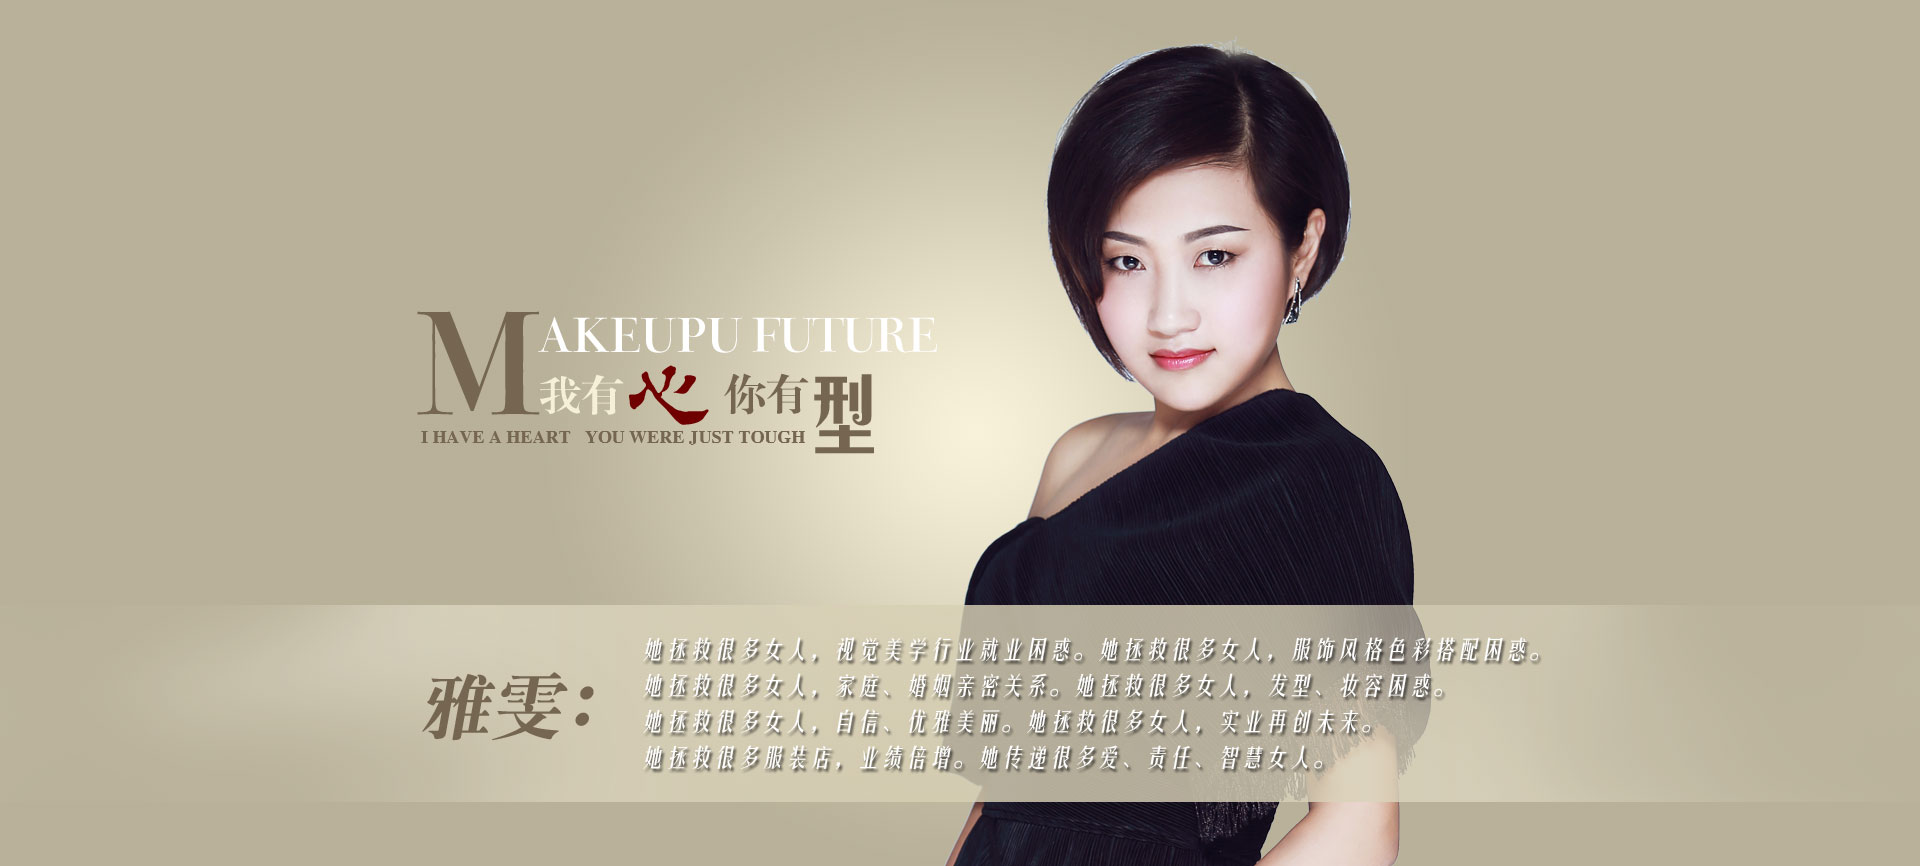 MAKEUPU FUTURE
我有心 你有型
I HAVE A HEART YOU WERE JUST TOUGH
雅雯：
她拯救很多女人，视觉美学行业就业困惑。她拯救很多女人，服饰风格色彩搭配困惑。
她拯救很多女人，家庭、婚姻亲密关系。她拯救很多女人，发型、妆容困惑。
她拯救很多女人，自信、优雅美丽。她拯救很多女人，实业再创未来。
她拯救很多服装店，业绩倍增。她传递很多爱、责任、智慧女人。